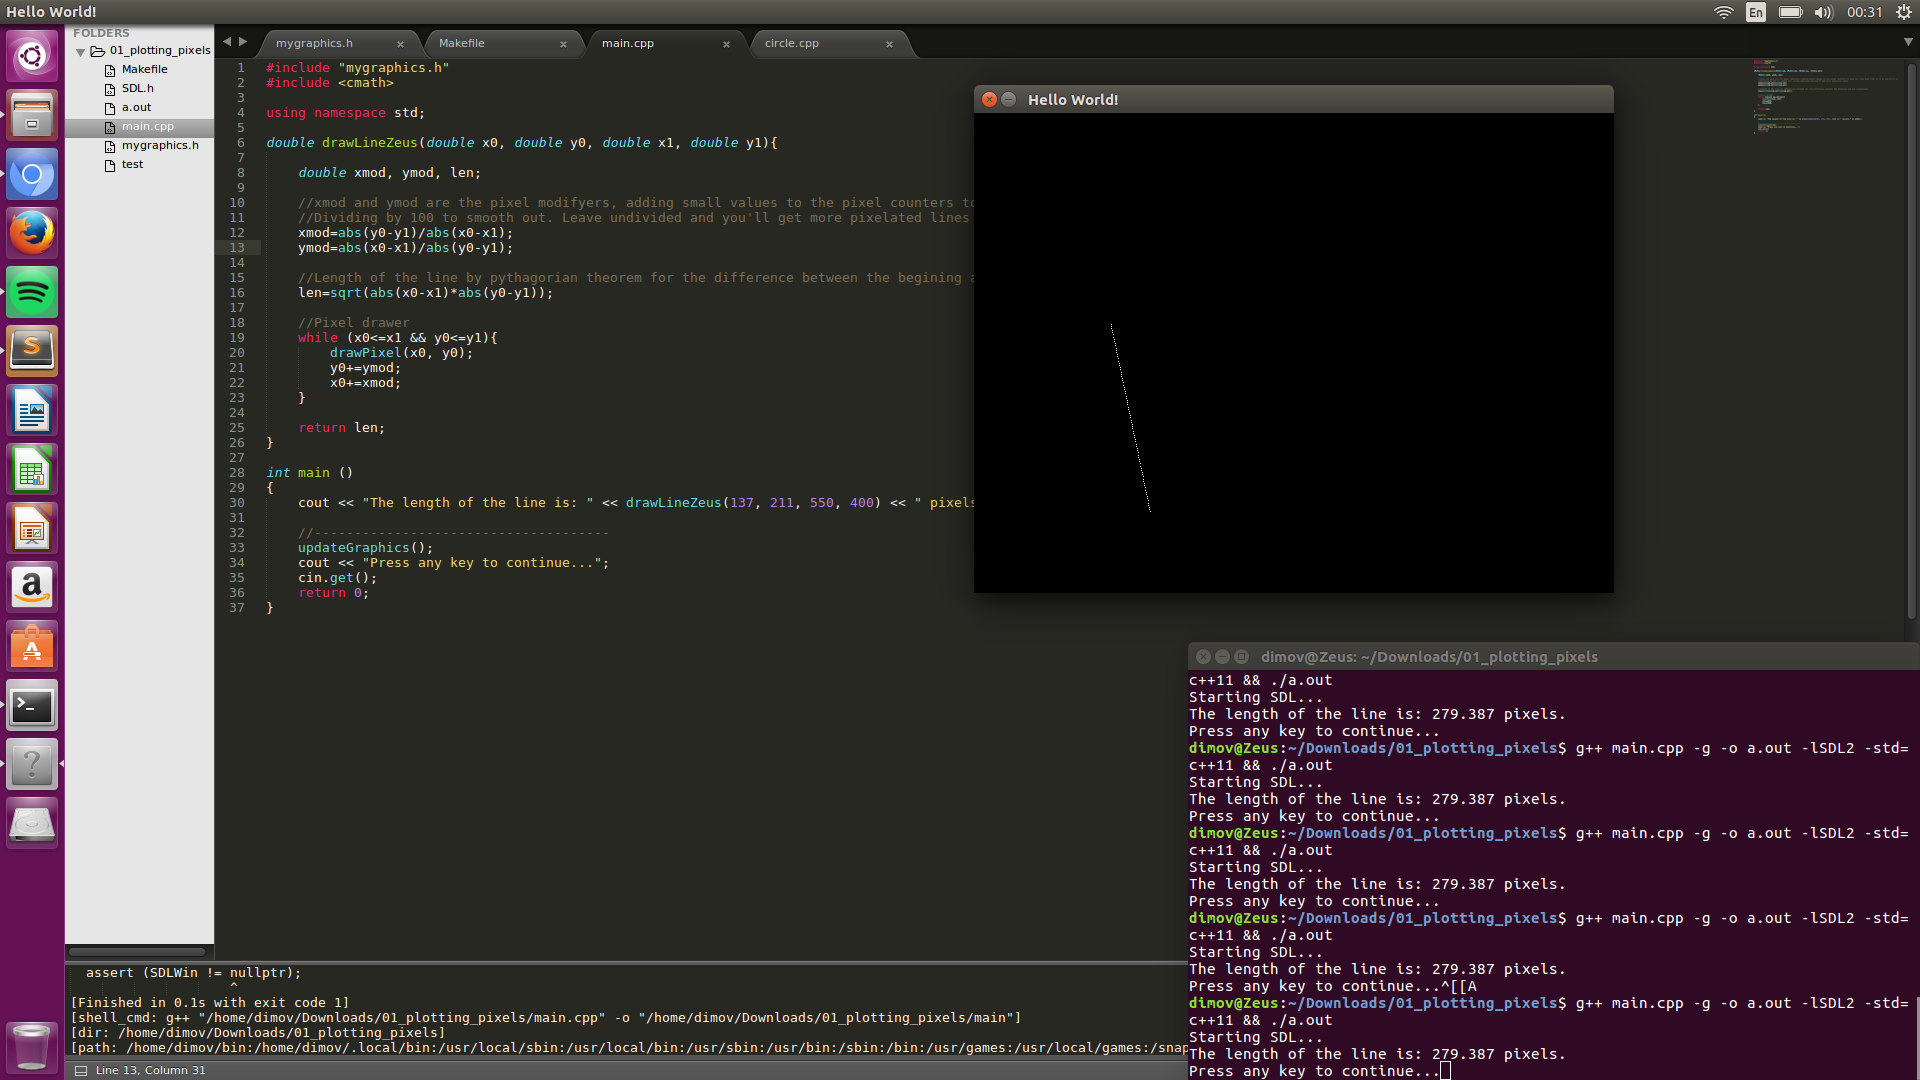 Hello World!
En
00:31
FOLDERS
01_plotting_pixels
Makefile
SDL.h
a.out
main.cpp
mygraphics.h
test
mygraphics.h
Makefile
main.cpp
circle.cpp
1 #include "mygraphics.h"
2 #include <cmath>
3
4 using namespace std;
5
6 double drawLineZeus(double x0, double y0, double x1, double y1){
7
8 double xmod, ymod, len;
9
10 //xmod and ymod are the pixel modifyers, adding small values to the pixel counters to
11 //Dividing by 100 to smooth out. Leave undivided and you'll get more pixelated lines
12 xmod=abs(y0-y1)/abs(x0-x1);
13 ymod=abs(x0-x1)/abs(y0-y1);
14
15 //Length of the line by pythagorian theorem for the difference between the begining a
16 len=sqrt(abs(x0-x1)*abs(y0-y1));
17
18 //Pixel drawer
19 while (x0<=x1 && y0<=y1){
20 drawPixel(x0, y0);
21 y0+=ymod;
22 x0+=xmod;
23 }
24
25 return len;
26 }
27
28 int main ()
29 {
30 cout << "The length of the line is: " << drawLineZeus(137, 211, 550, 400) << " pixels
31
32 //-------------------------------------
33 updateGraphics();
34 cout << "Press any key to continue...";
35 cin.get();
36 return 0;
37 }
Hello World!
dimov@Zeus: ~/Downloads/01_plotting_pixels
c++11 && ./a.out
Starting SDL...
The length of the line is: 279.387 pixels.
Press any key to continue...
dimov@Zeus:~/Downloads/01_plotting_pixels$ g++ main.cpp -g -o a.out -lSDL2 -std=
c++11 && ./a.out
Starting SDL...
The length of the line is: 279.387 pixels.
Press any key to continue...
dimov@Zeus:~/Downloads/01_plotting_pixels$ g++ main.cpp -g -o a.out -lSDL2 -std=
c++11 && ./a.out
Starting SDL...
The length of the line is: 279.387 pixels.
Press any key to continue...
dimov@Zeus:~/Downloads/01_plotting_pixels$ g++ main.cpp -g -o a.out -lSDL2 -std=
c++11 && ./a.out
Starting SDL...
The length of the line is: 279.387 pixels.
Press any key to continue...^[[A
dimov@Zeus:~/Downloads/01_plotting_pixels$ g++ main.cpp -g -o a.out -lSDL2 -std=
c++11 && ./a.out
Starting SDL...
The length of the line is: 279.387 pixels.
Press any key to continue...
assert (SDLWin != nullptr);
^
[Finished in 0.1s with exit code 1]
[shell_cmd: g++ "/home/dimov/Downloads/01_plotting_pixels/main.cpp" -o "/home/dimov/Downloads/01_plotting_pixels/main"]
[dir: /home/dimov/Downloads/01_plotting_pixels]
[path: /home/dimov/bin:/home/dimov/.local/bin:/usr/local/sbin:/usr/local/bin:/usr/sbin:/usr/bin:/sbin:/bin:/usr/games:/usr/local/games:/snap
Line 13, Column 31